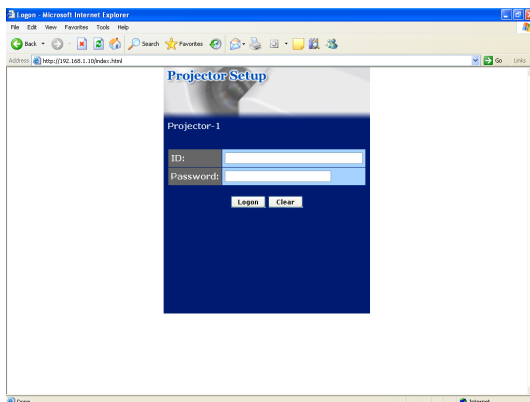 Logon - Microsoft Internet Explorer
File Edit View Favorites Tools Help
Back Search Favorites
Address http://192.168.1.10/index.html Go Links
Projector Setup
Projector-1
ID:
Password:
Logon Clear
Done Internet